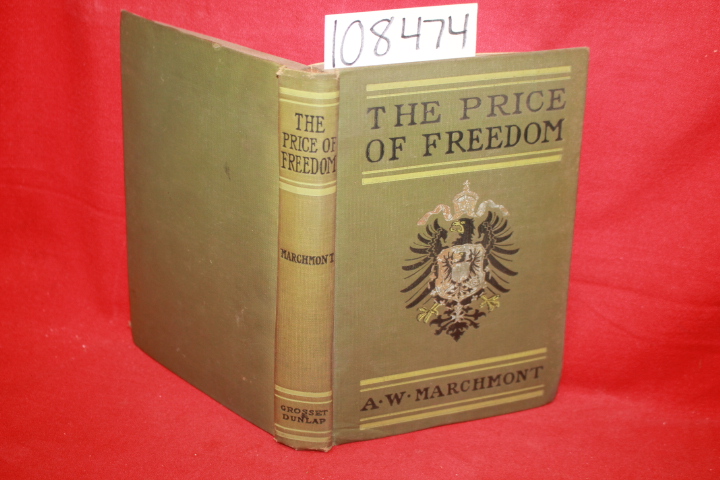 108474
THE
PRICE OF
FREEDOM
MARCHMONT
GROSSET
&
DUNLAP
THE PRICE
OF FREEDOM
A·W·MARCHMONT